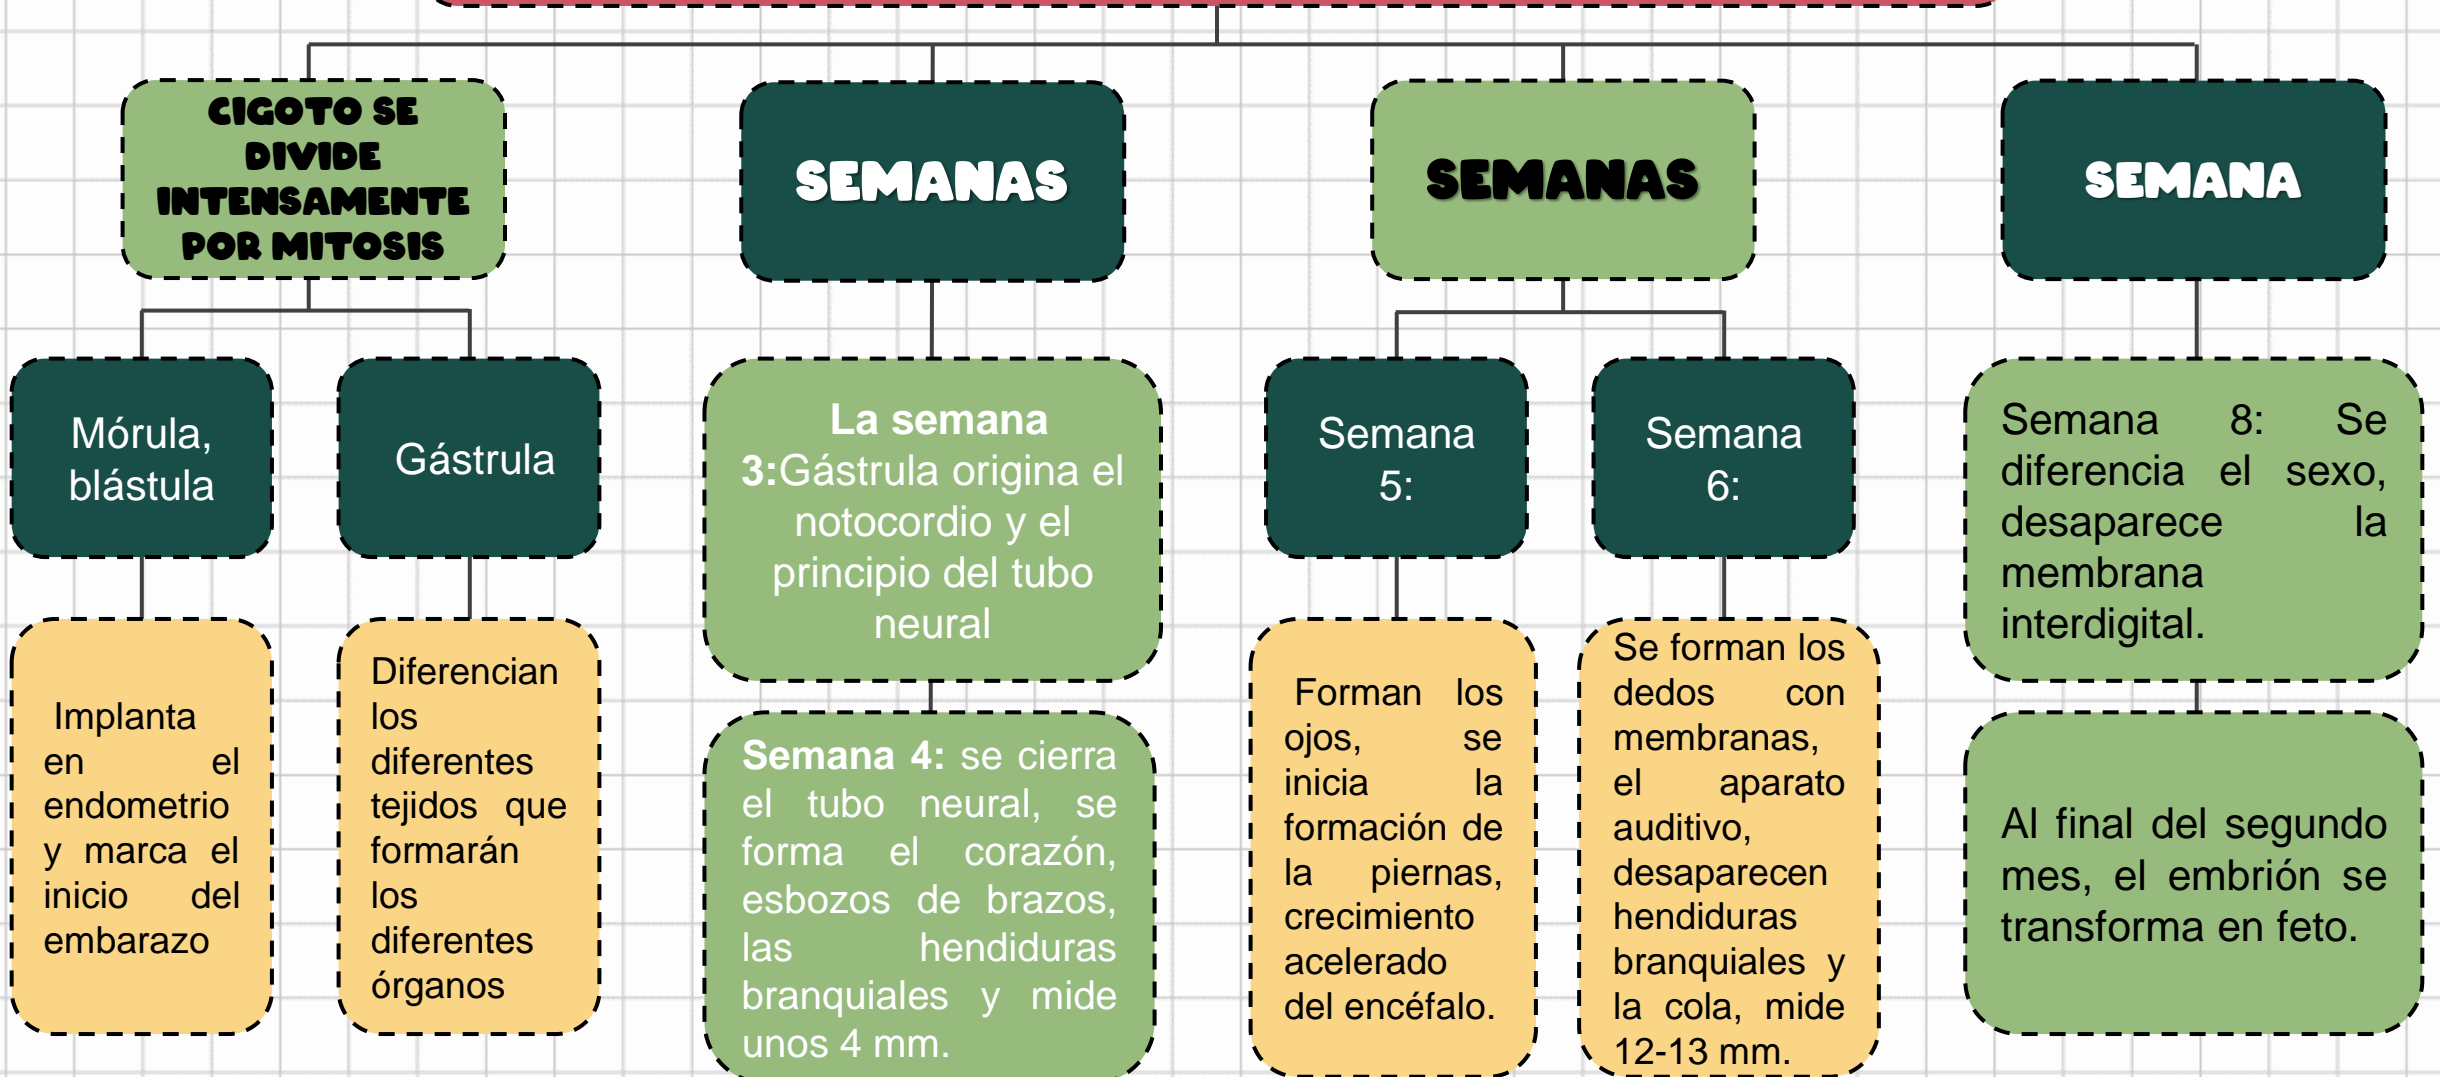 CIGOTO SE
DIVIDE
INTENSAMENTE
POR MITOSIS
Mórula,
blástula
Implanta
en el
endometrio
y marca el
inicio del
embarazo
Gástrula
Diferencian
los
diferentes
tejidos que
formarán
los
diferentes
órganos
SEMANAS
La semana
3:Gástrula origina el
notocordio y el
principio del tubo
neural
Semana 4: se cierra
el tubo neural, se
forma el corazón,
esbozos de brazos,
las hendiduras
branquiales y mide
unos 4 mm.
SEMANAS
Semana
5:
Forman los
ojos, se
inicia la
formación de
la piernas,
crecimiento
acelerado
del encéfalo.
Semana
6:
Se forman los
dedos con
membranas,
el aparato
auditivo,
desaparecen
hendiduras
branquiales y
la cola, mide
12-13 mm.
SEMANA
Semana 8: Se
diferencia el sexo,
desaparece la
membrana
interdigital.
Al final del segundo
mes, el embrión se
transforma en feto.